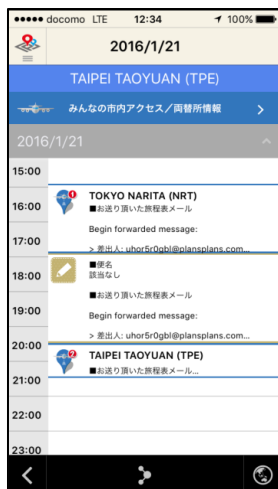 docomo LTE 12:34 100%
2016/1/21
TAIPEI TAOYUAN (TPE)
みんなの市内アクセス／両替所情報
2016/1/21
15:00
TOKYO NARITA (NRT)
■お送り頂いた旅程表メール
16:00
Begin forwarded message:
17:00
> 差出人: uhor5r0gbl@plansplans.com...
■便名
該当なし
18:00
■お送り頂いた旅程表メール
19:00
Begin forwarded message:
> 差出人: uhor5r0gbl@plansplans.com...
20:00
TAIPEI TAOYUAN (TPE)
■お送り頂いた旅程表メール...
21:00
22:00
23:00